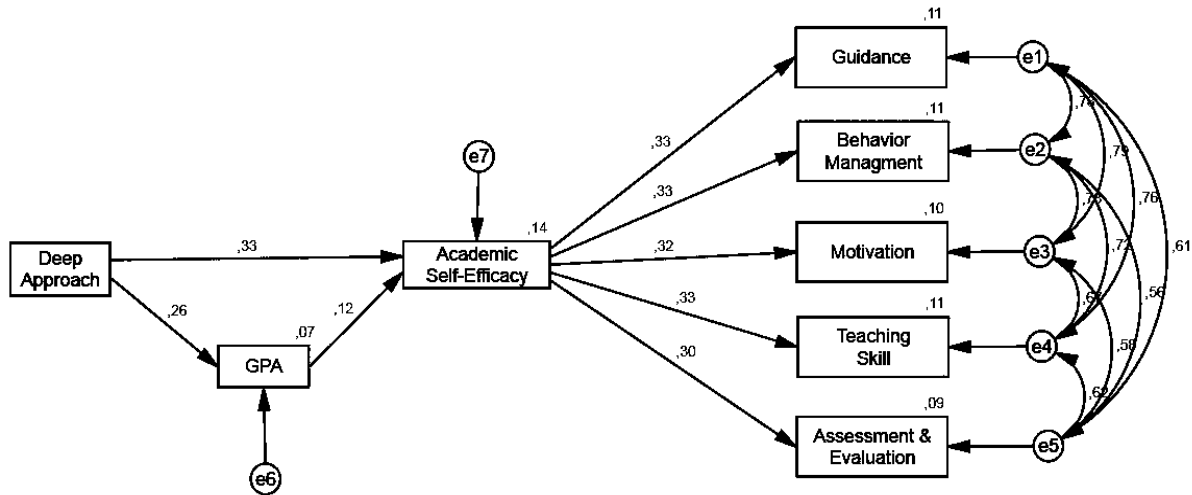 ,11
Guidance
e1
,33
,11
Behavior
Managment
e2
,79
e7
,33
,76
,14
,10
Deep
Approach
,33
Academic
Self-Efficacy
,32
Motivation
e3
,72
,61
,26
,12
,07
GPA
,33
,11
Teaching
Skill
e4
,56
,58
,30
,62
,09
Assessment &
Evaluation
e5
e6